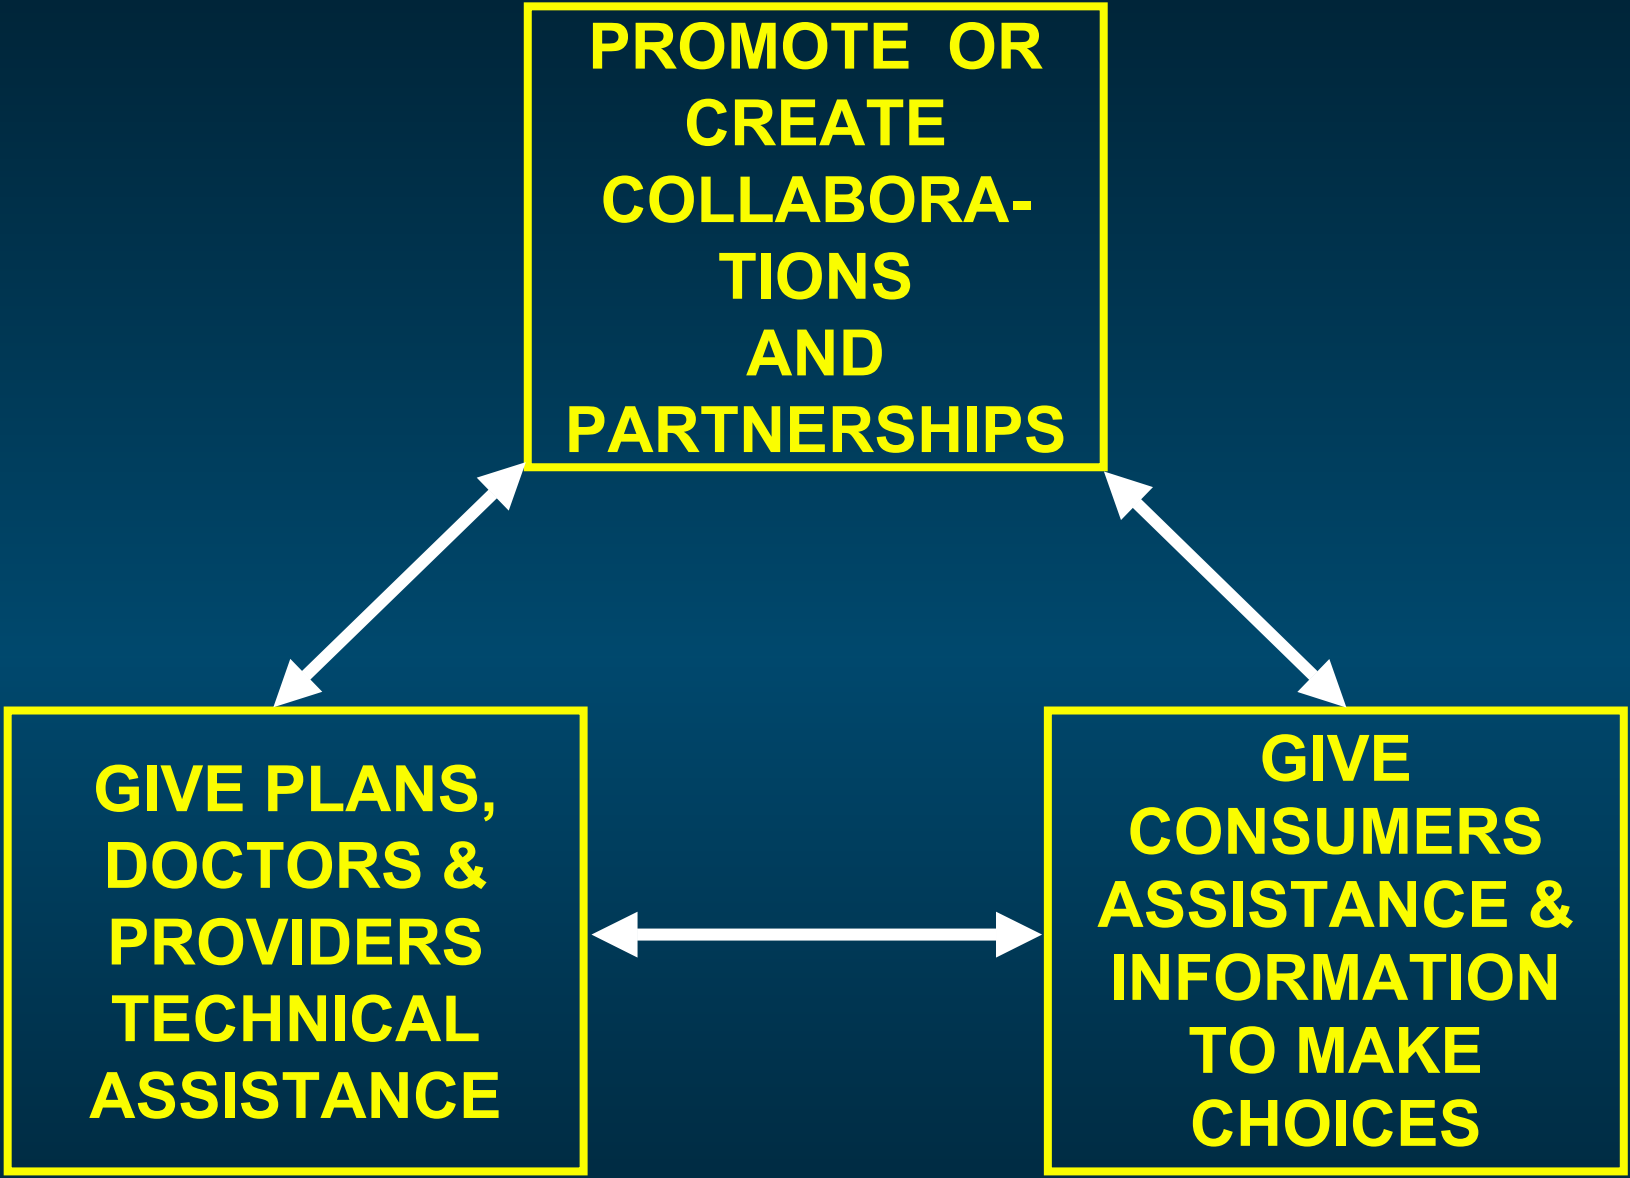 PROMOTE OR
CREATE
COLLABORA-
TIONS
AND
PARTNERSHIPS
GIVE PLANS,
DOCTORS &
PROVIDERS
TECHNICAL
ASSISTANCE
GIVE
CONSUMERS
ASSISTANCE &
INFORMATION
TO MAKE
CHOICES